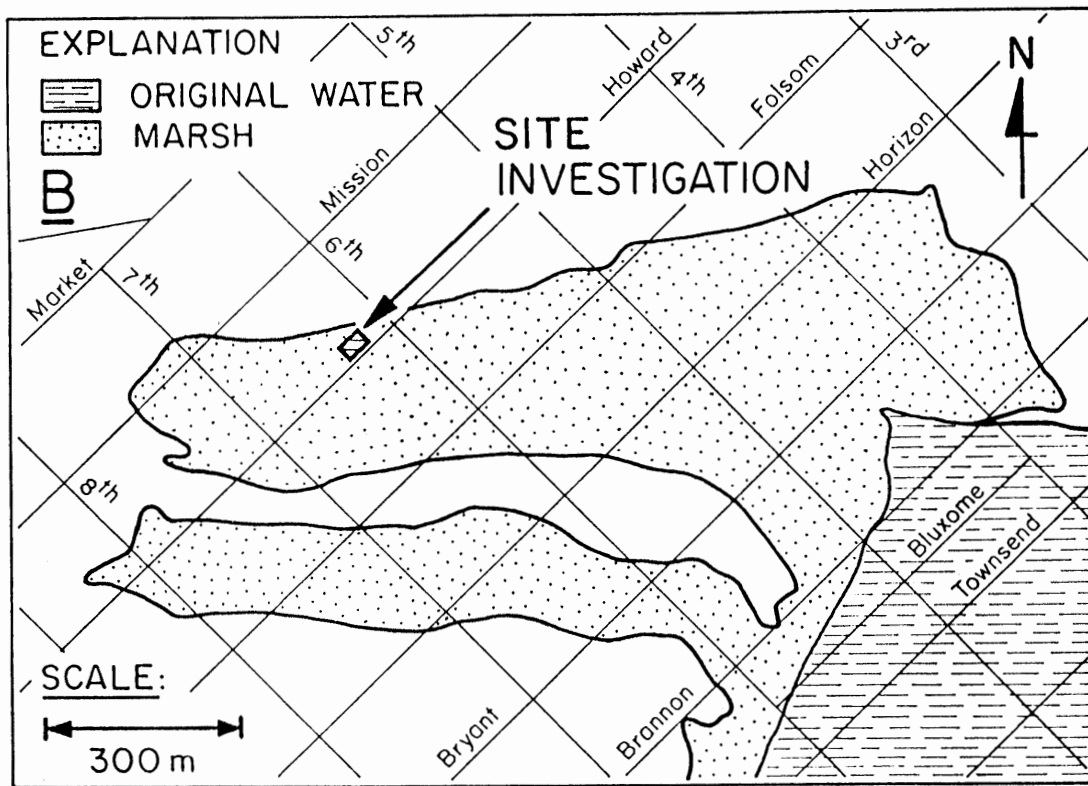 EXPLANATION
ORIGINAL WATER
MARSH
B
5th
Howard
4th
Folsom
3rd
N
SITE
INVESTIGATION
Mission
Horizon
6th
Market
7th
8th
Bluxome
Townsend
SCALE:
300 m
Bryant
Brannon